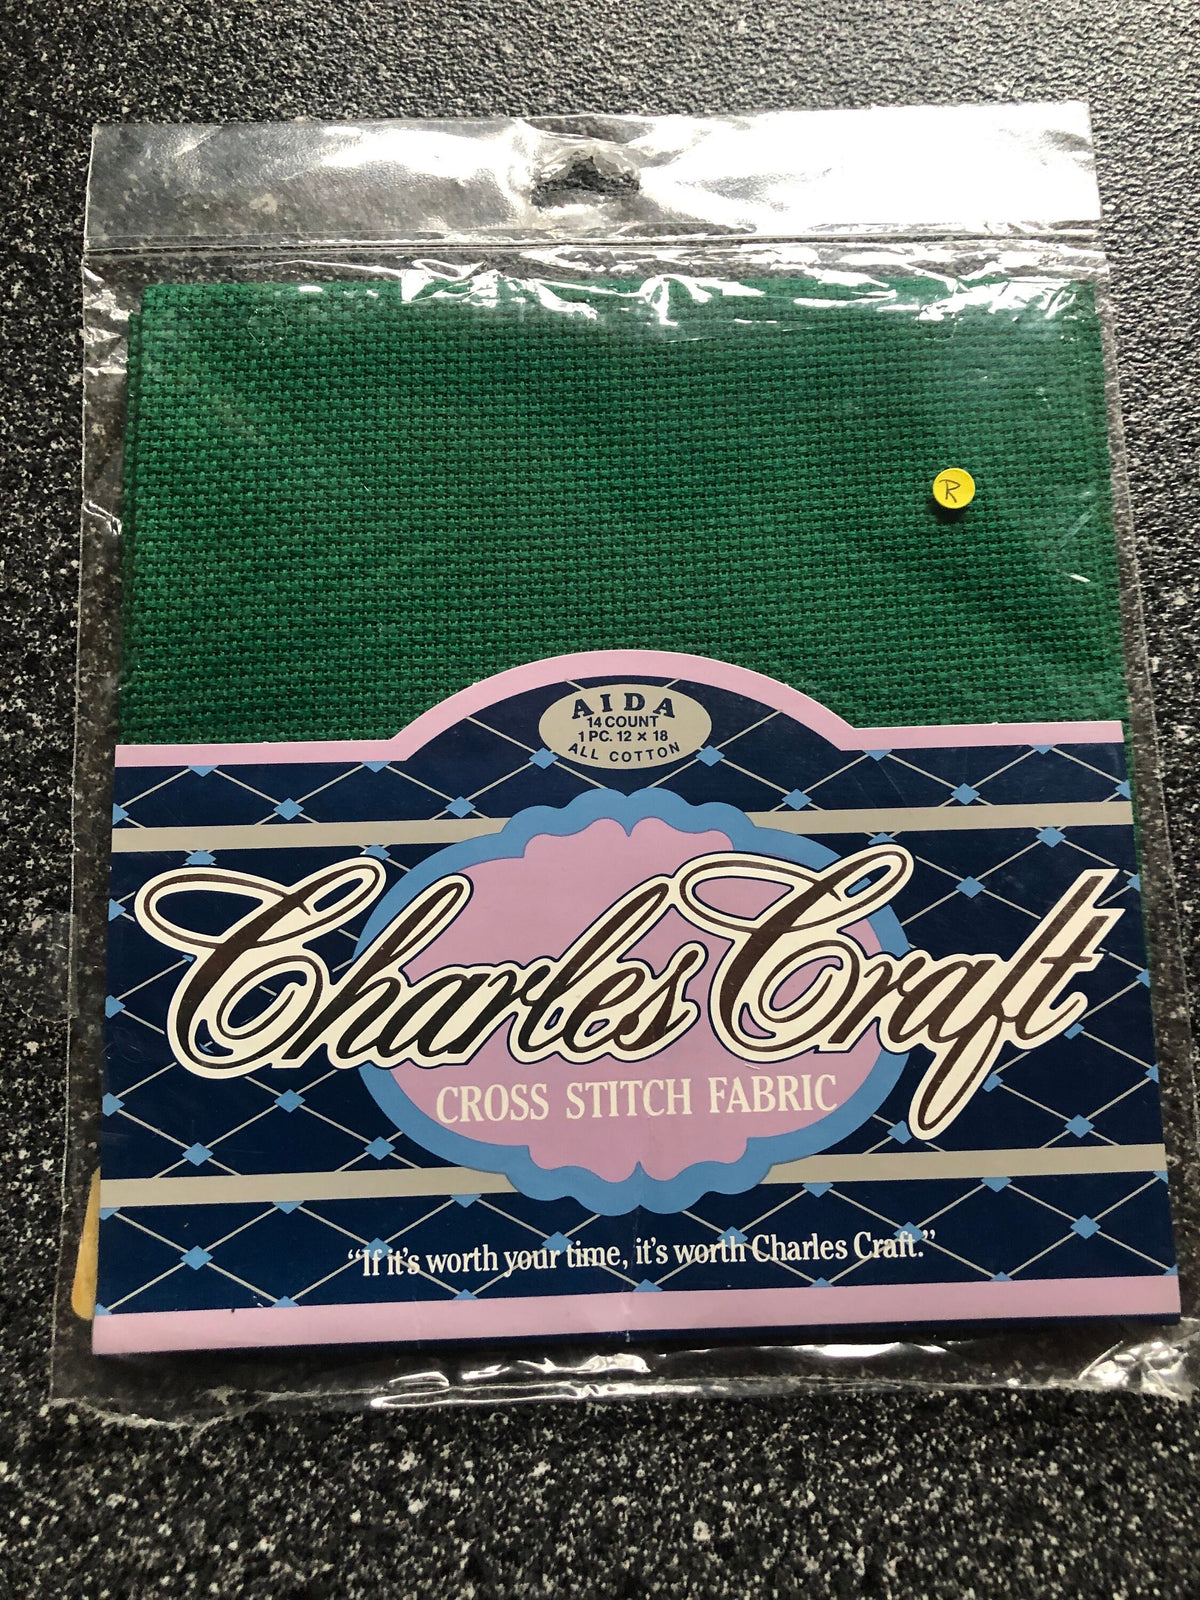 R
AIDA
14 COUNT
1 PC. 12 × 18
ALL COTTON
Charles Craft
CROSS STITCH FABRIC
“If it’s worth your time, it’s worth Charles Craft.”